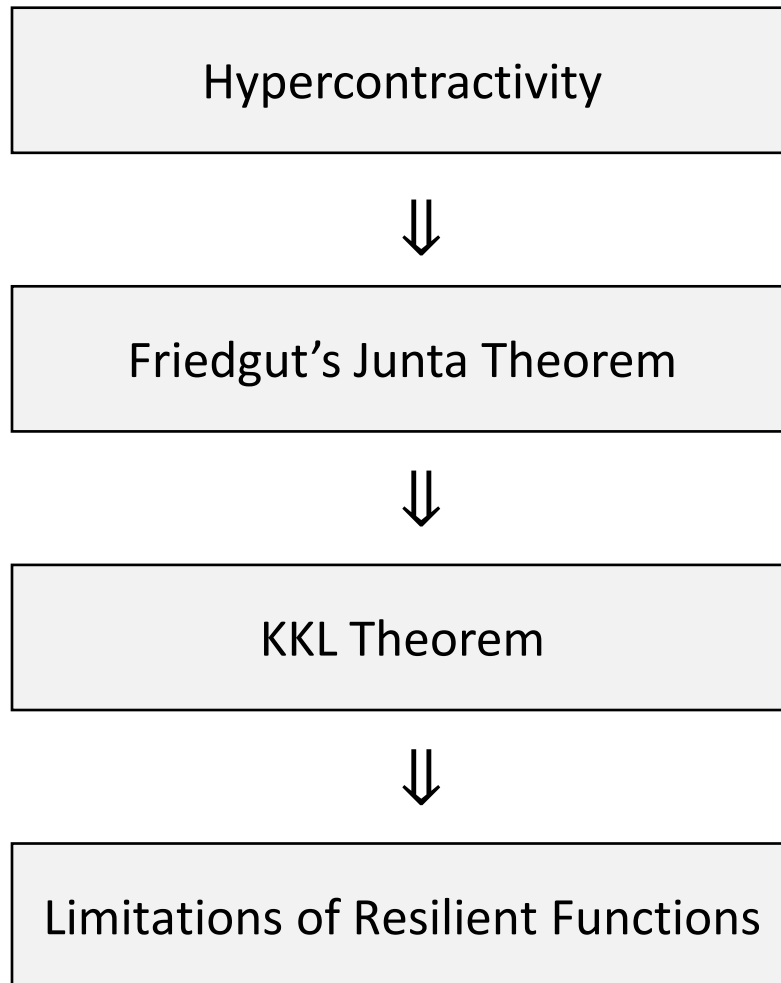 Hypercontractivity
⇓
Friedgut’s Junta Theorem
⇓
KKL Theorem
⇓
Limitations of Resilient Functions